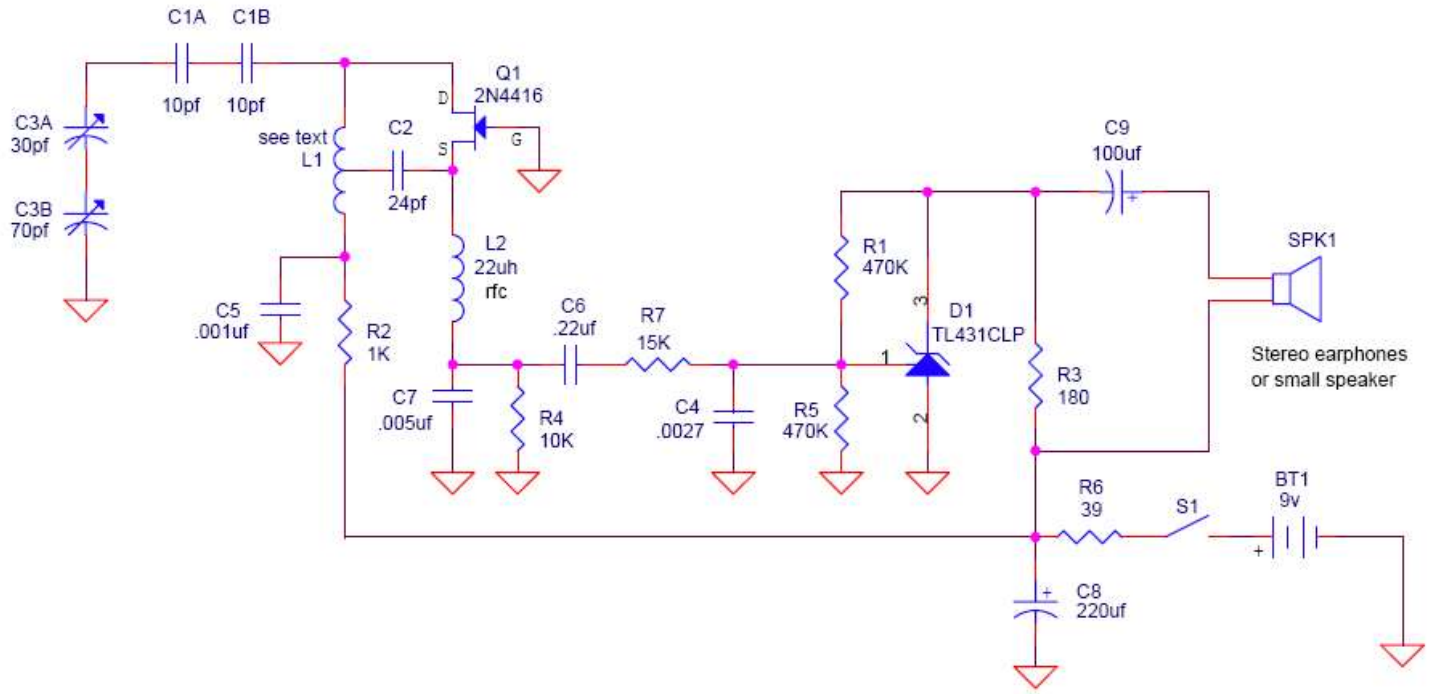 C1A
10pf
C1B
10pf
C3A
30pf
C3B
70pf
see text
L1
C2
24pf
Q1
2N4416
D
S
G
L2
22uh
rfc
C5
.001uf
R2
1K
C7
.005uf
R4
10K
C6
.22uf
R7
15K
C4
.0027
R1
470K
R5
470K
D1
TL431CLP
3
1
2
C9
100uf
+
R3
180
SPK1
Stereo earphones
or small speaker
R6
39
S1
BT1
9v
+
C8
220uf
+